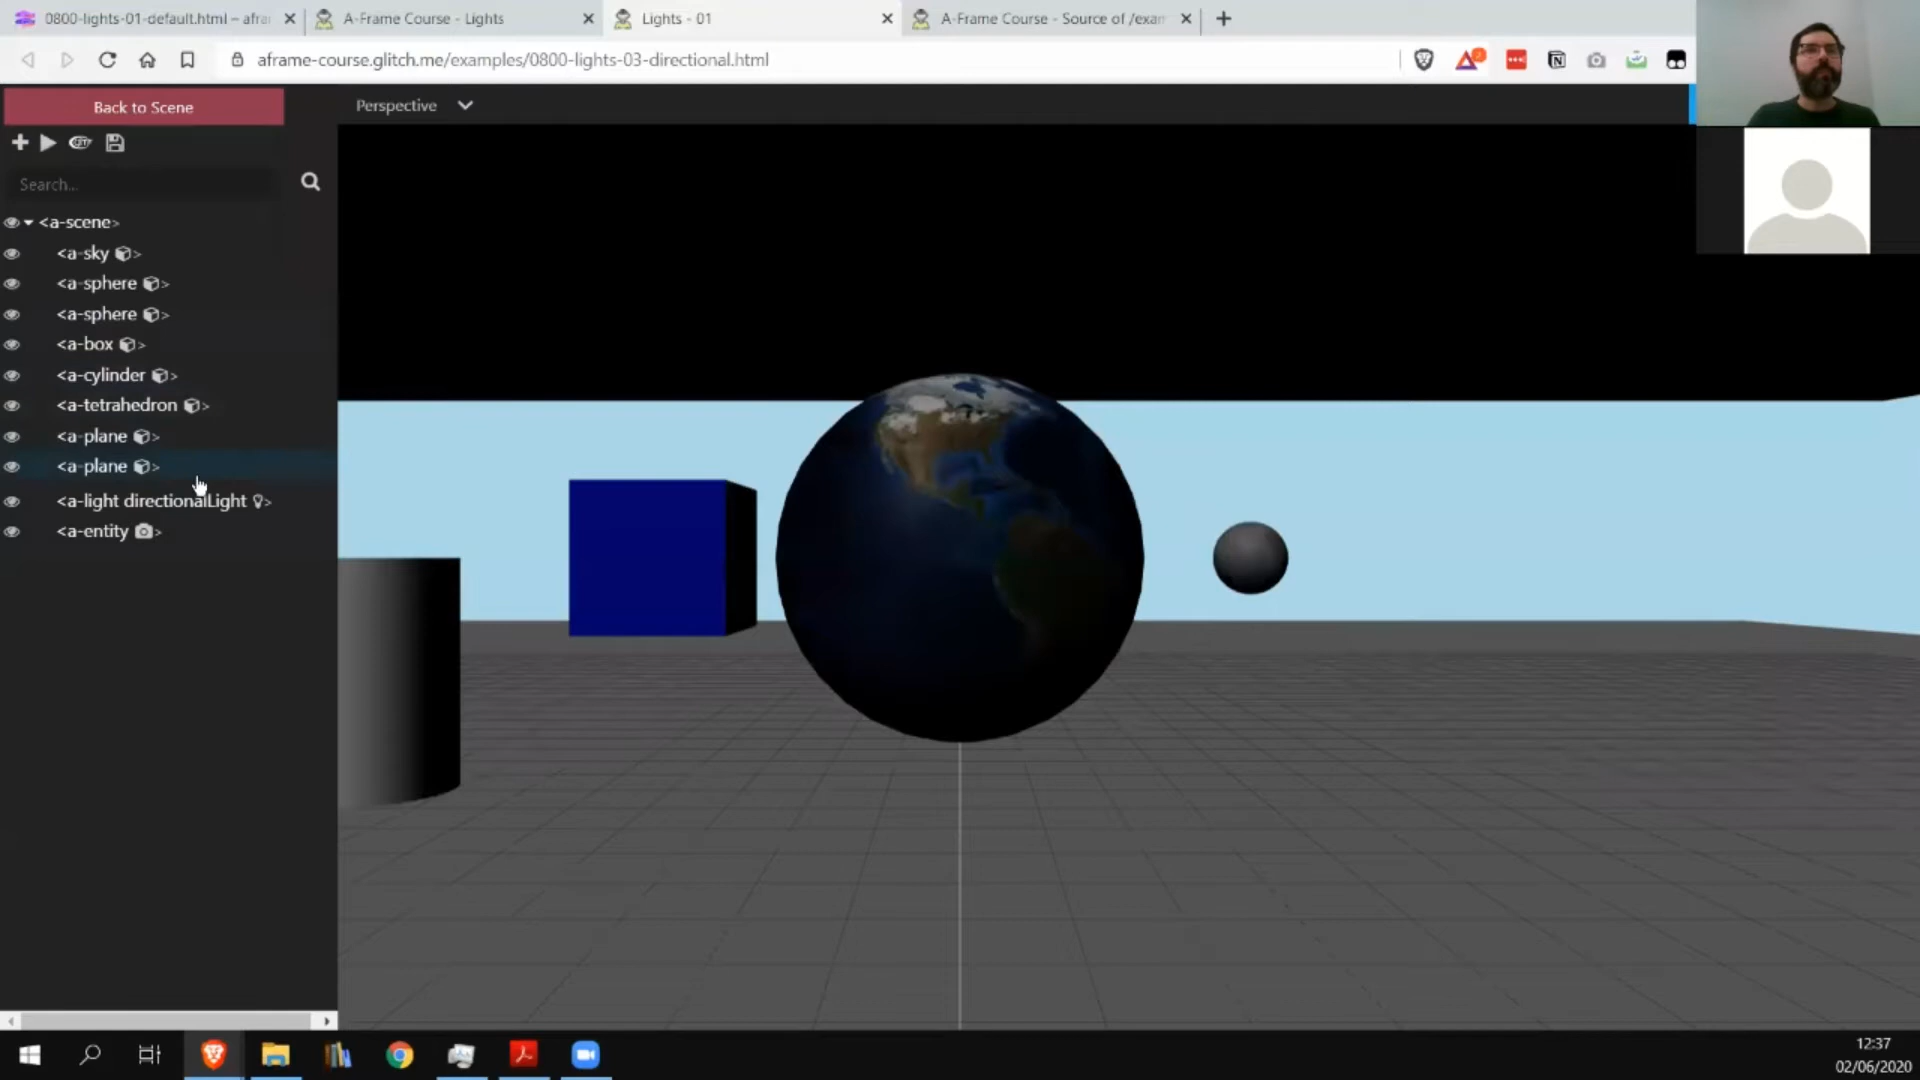 0800-lights-01-default.html – afra
A-Frame Course - Lights
Lights - 01
A-Frame Course - Source of /exam
aframe-course.glitch.me/examples/0800-lights-03-directional.html
Back to Scene
Perspective
Search...
<a-scene>
<a-sky >
<a-sphere >
<a-sphere >
<a-box >
<a-cylinder >
<a-tetrahedron >
<a-plane >
<a-plane >
<a-light directionalLight >
<a-entity >
12:37
02/06/2020